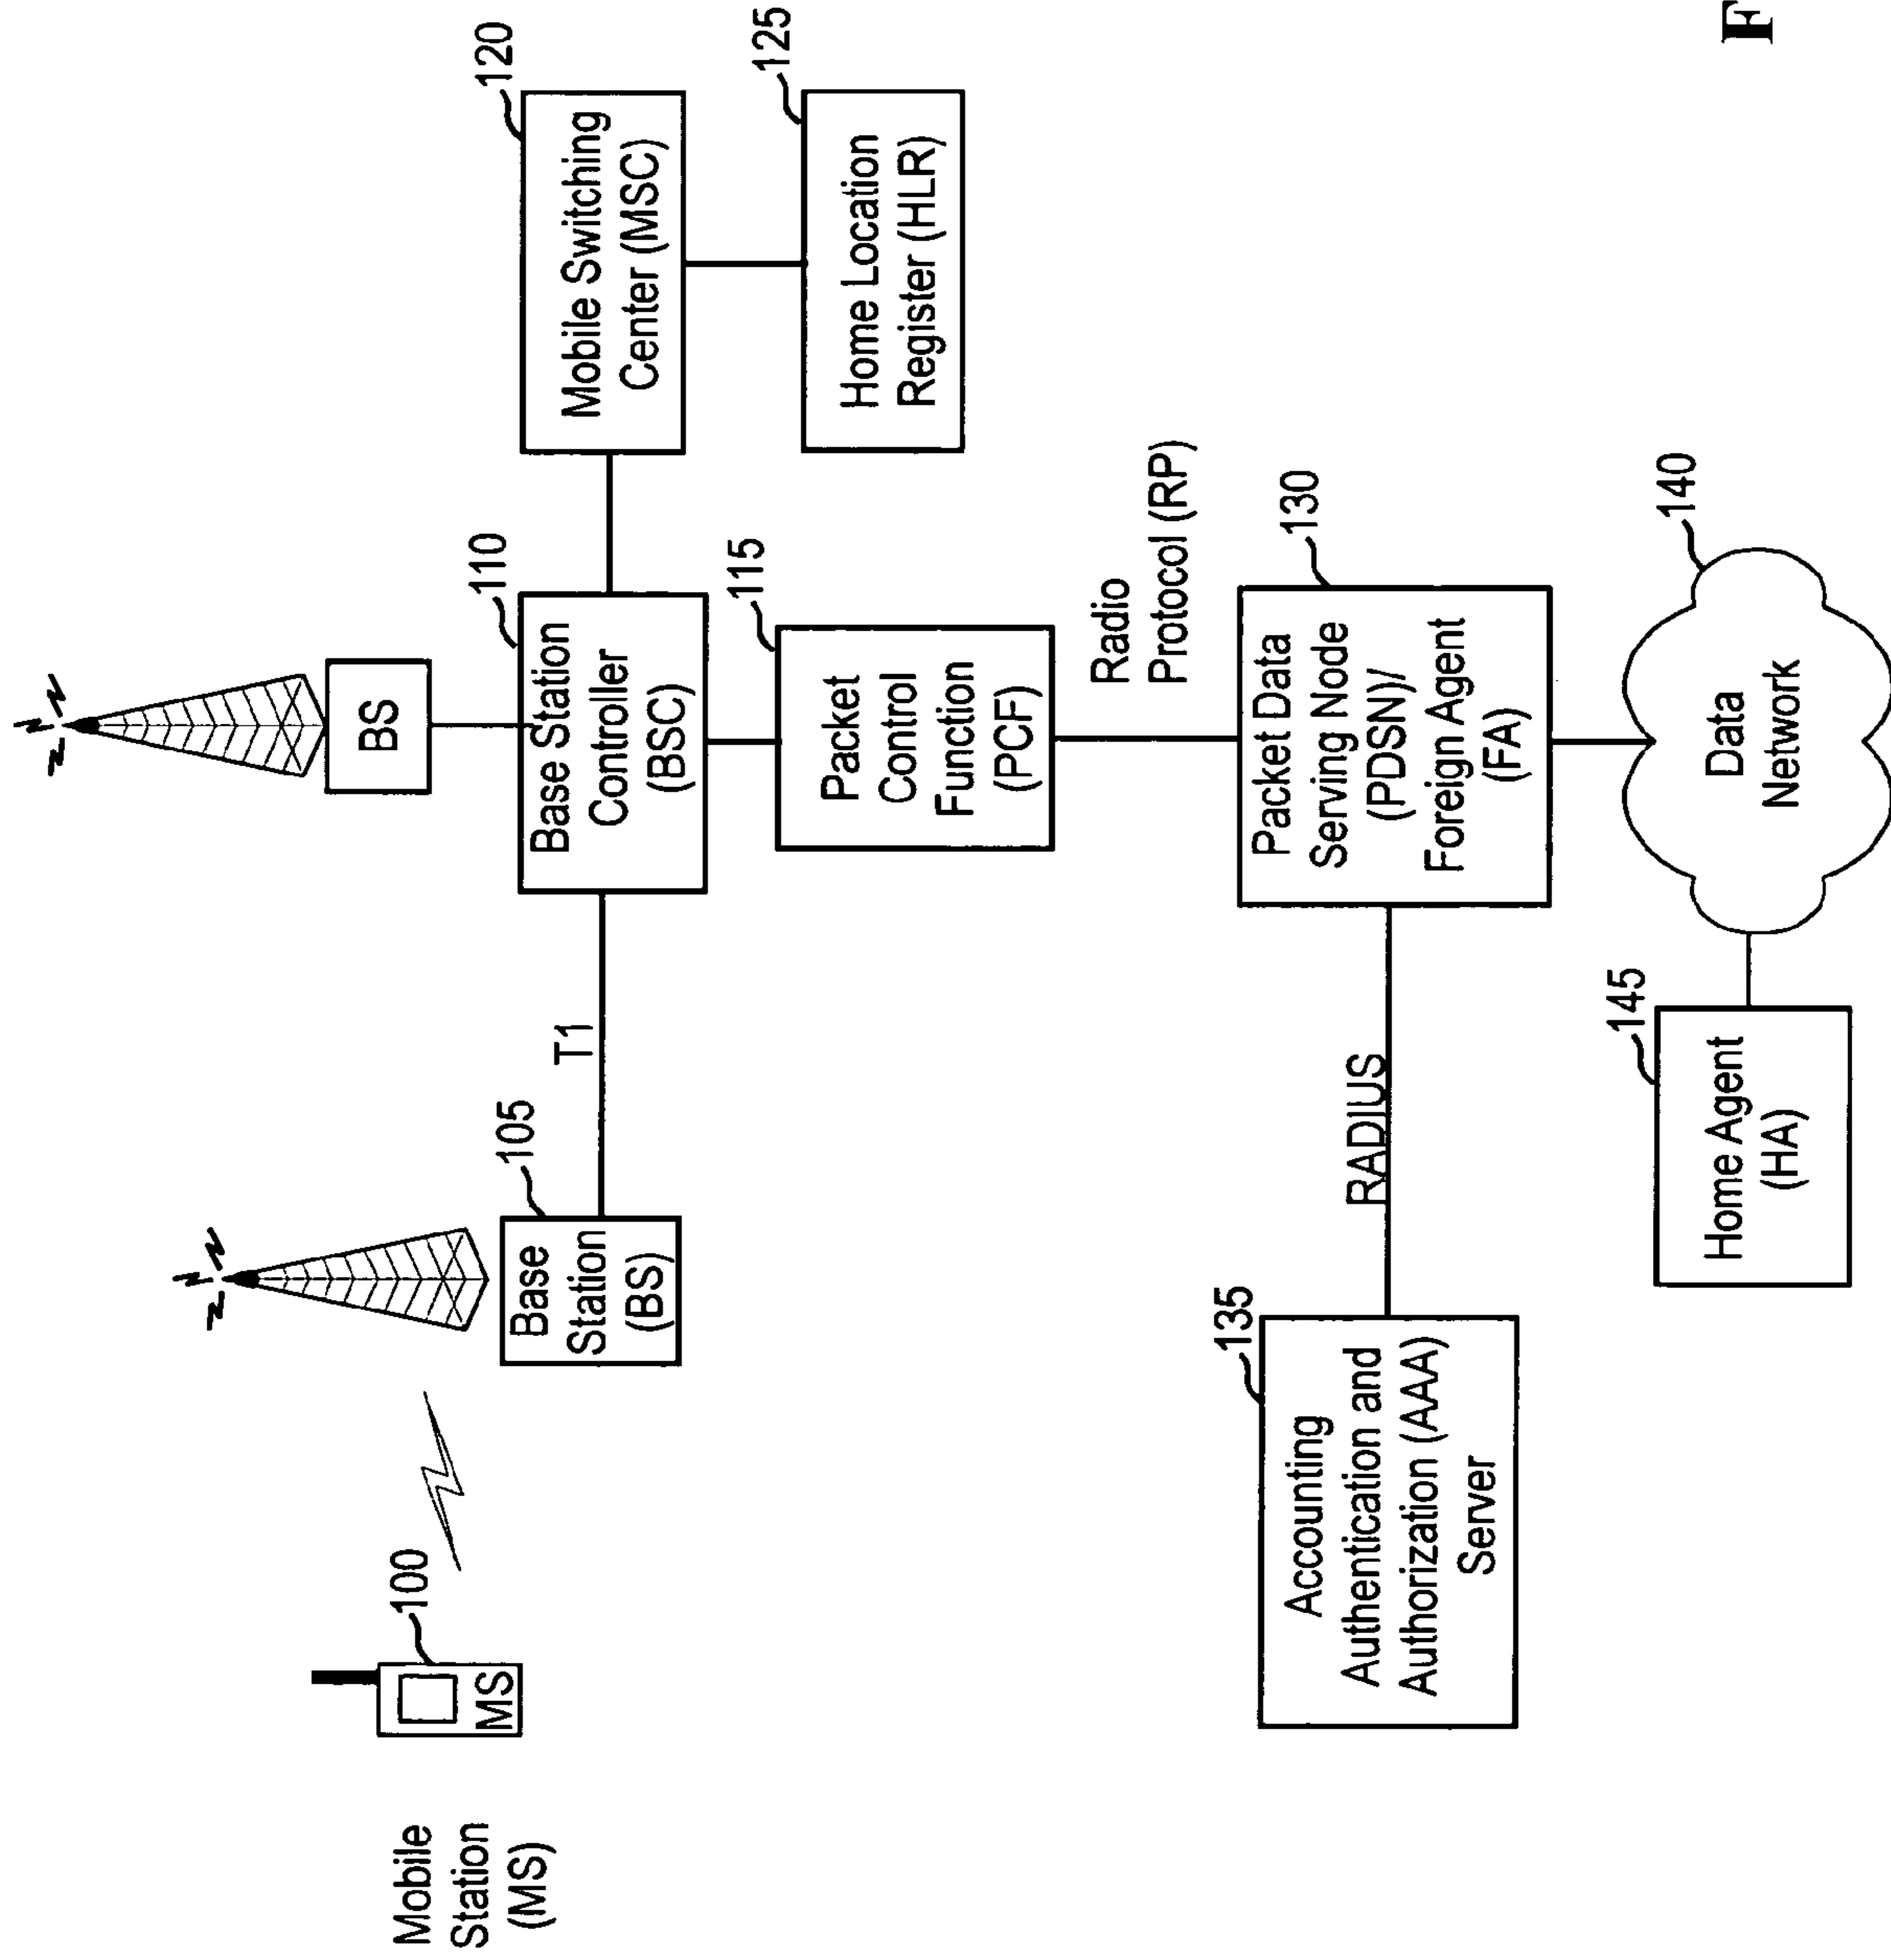 120
Mobile Switching
Center (MSC)
125
Home Location
Register (HLR)
110
BS
Base Station
Controller
(BSC)
115
Packet
Control
Function
(PCF)
Radio
Protocol (RP)
130
Packet Data
Serving Node
(PDSN)/
Foreign Agent
(FA)
140
Data
Network
T1
105
Base
Station
(BS)
RADIUS
145
Home Agent
(HA)
100
MS
135
Accounting
Authentication and
Authorization (AAA)
Server
Mobile
Station
(MS)
F